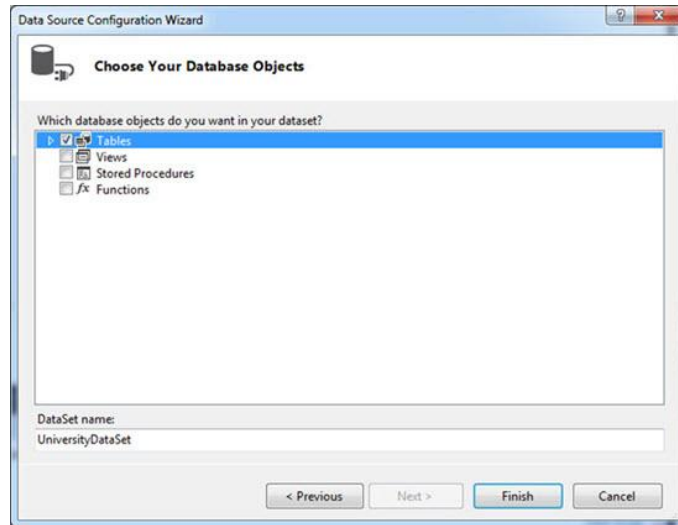 Data Source Configuration Wizard
Choose Your Database Objects
Which database objects do you want in your dataset?
Tables
Views
Stored Procedures
fx Functions
DataSet name:
UniversityDataSet
< Previous Next > Finish Cancel